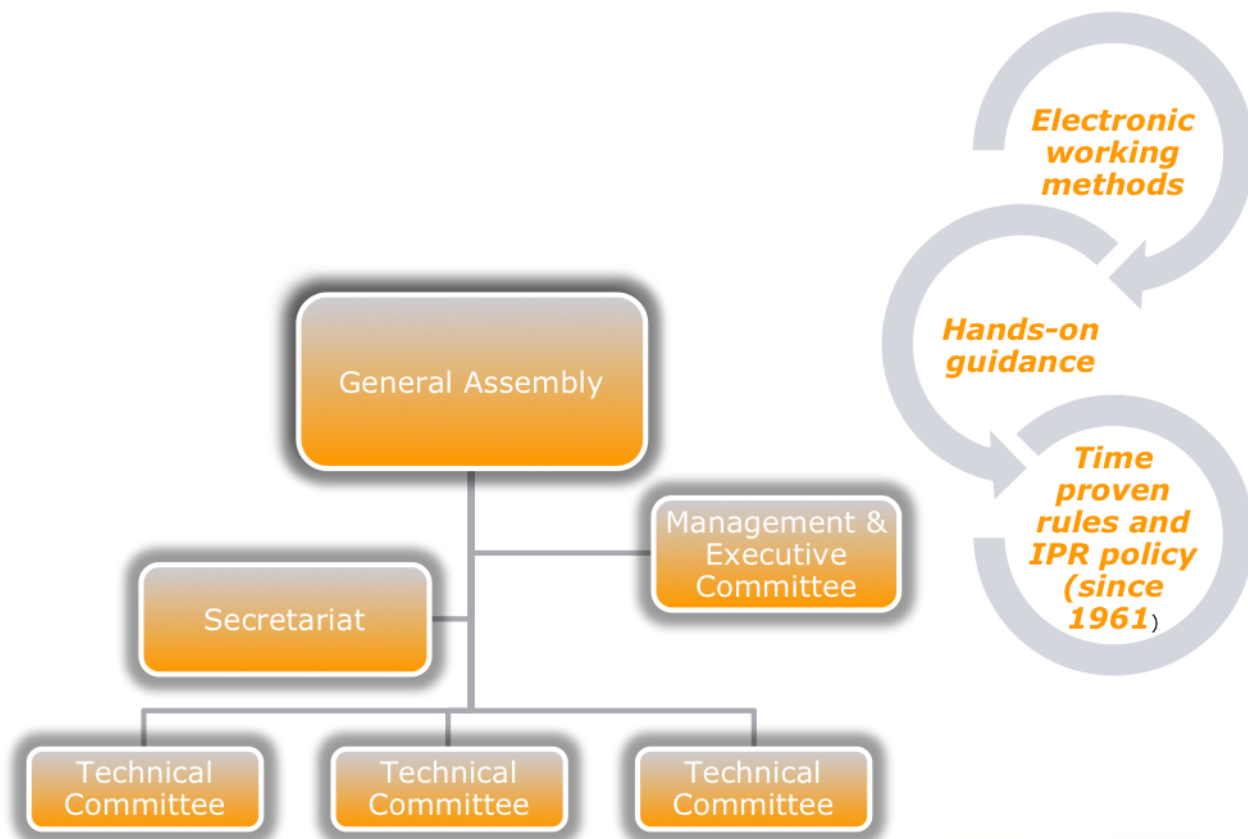 Electronic
working
methods
Hands-on
guidance
Time
proven
rules and
IPR policy
(since
1961)
General Assembly
Management &
Executive
Committee
Secretariat
Technical
Committee
Technical
Committee
Technical
Committee